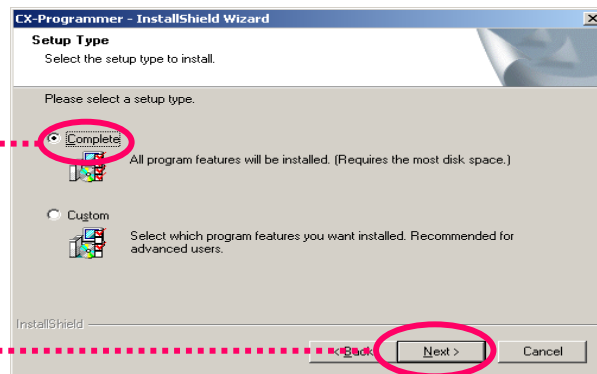 CX-Programmer - InstallShield Wizard
Setup Type
Select the setup type to install.
Please select a setup type.
Complete
All program features will be installed. (Requires the most disk space.)
Custom
Select which program features you want installed. Recommended for
advanced users.
InstallShield
< Back Next > Cancel